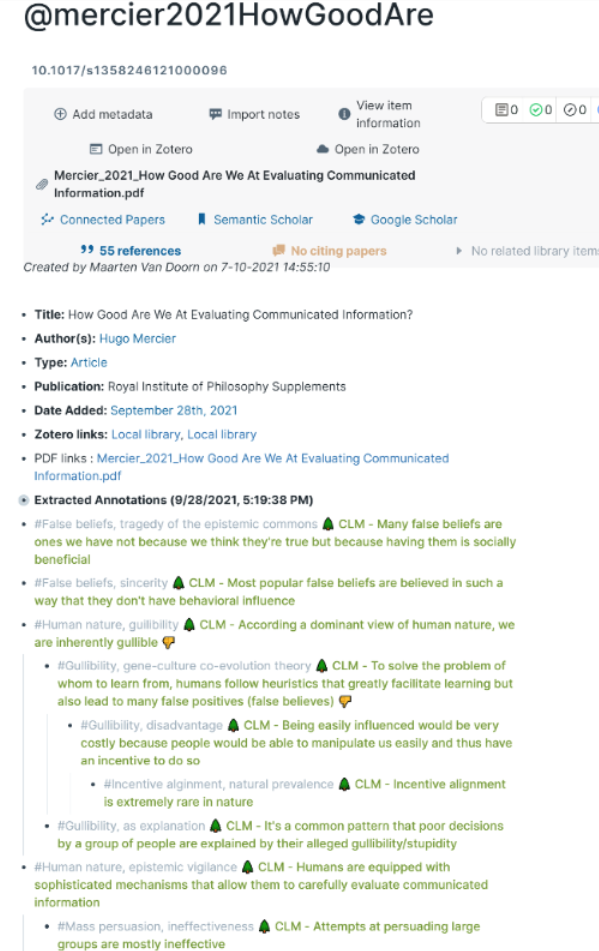 @mercier2021HowGoodAre
10.1017/s1358246121000096
Add metadata
Import notes
View item
information
0 0 0
Open in Zotero
Open in Zotero
Mercier_2021_How Good Are We At Evaluating Communicated
Information.pdf
Connected Papers
Semantic Scholar
Google Scholar
55 references
No citing papers
No related library items
Created by Maarten Van Doorn on 7-10-2021 14:55:10
Title: How Good Are We At Evaluating Communicated Information?
Author(s): Hugo Mercier
Type: Article
Publication: Royal Institute of Philosophy Supplements
Date Added: September 28th, 2021
Zotero links: Local library, Local library
PDF links : Mercier_2021_How Good Are We At Evaluating Communicated
Information.pdf
Extracted Annotations (9/28/2021, 5:19:38 PM)
#False beliefs, tragedy of the epistemic commons 🌲 CLM - Many false beliefs are
ones we have not because we think they're true but because having them is socially
beneficial
#False beliefs, sincerity 🌲 CLM - Most popular false beliefs are believed in such a
way that they don't have behavioral influence
#Human nature, guilibility 🌲 CLM - According a dominant view of human nature, we
are inherently gullible 👎
#Gullibility, gene-culture co-evolution theory 🌲 CLM - To solve the problem of
whom to learn from, humans follow heuristics that greatly facilitate learning but
also lead to many false positives (false believes) 👎
#Gullibility, disadvantage 🌲 CLM - Being easily influenced would be very
costly because people would be able to manipulate us easily and thus have
an incentive to do so
#Incentive alginment, natural prevalence 🌲 CLM - Incentive alignment
is extremely rare in nature
#Gullibility, as explanation 🌲 CLM - It's a common pattern that poor decisions
by a group of people are explained by their alleged gullibility/stupidity
#Human nature, epistemic vigilance 🌲 CLM - Humans are equipped with
sophisticated mechanisms that allow them to carefully evaluate communicated
information
#Mass persuasion, ineffectiveness 🌲 CLM - Attempts at persuading large
groups are mostly ineffective